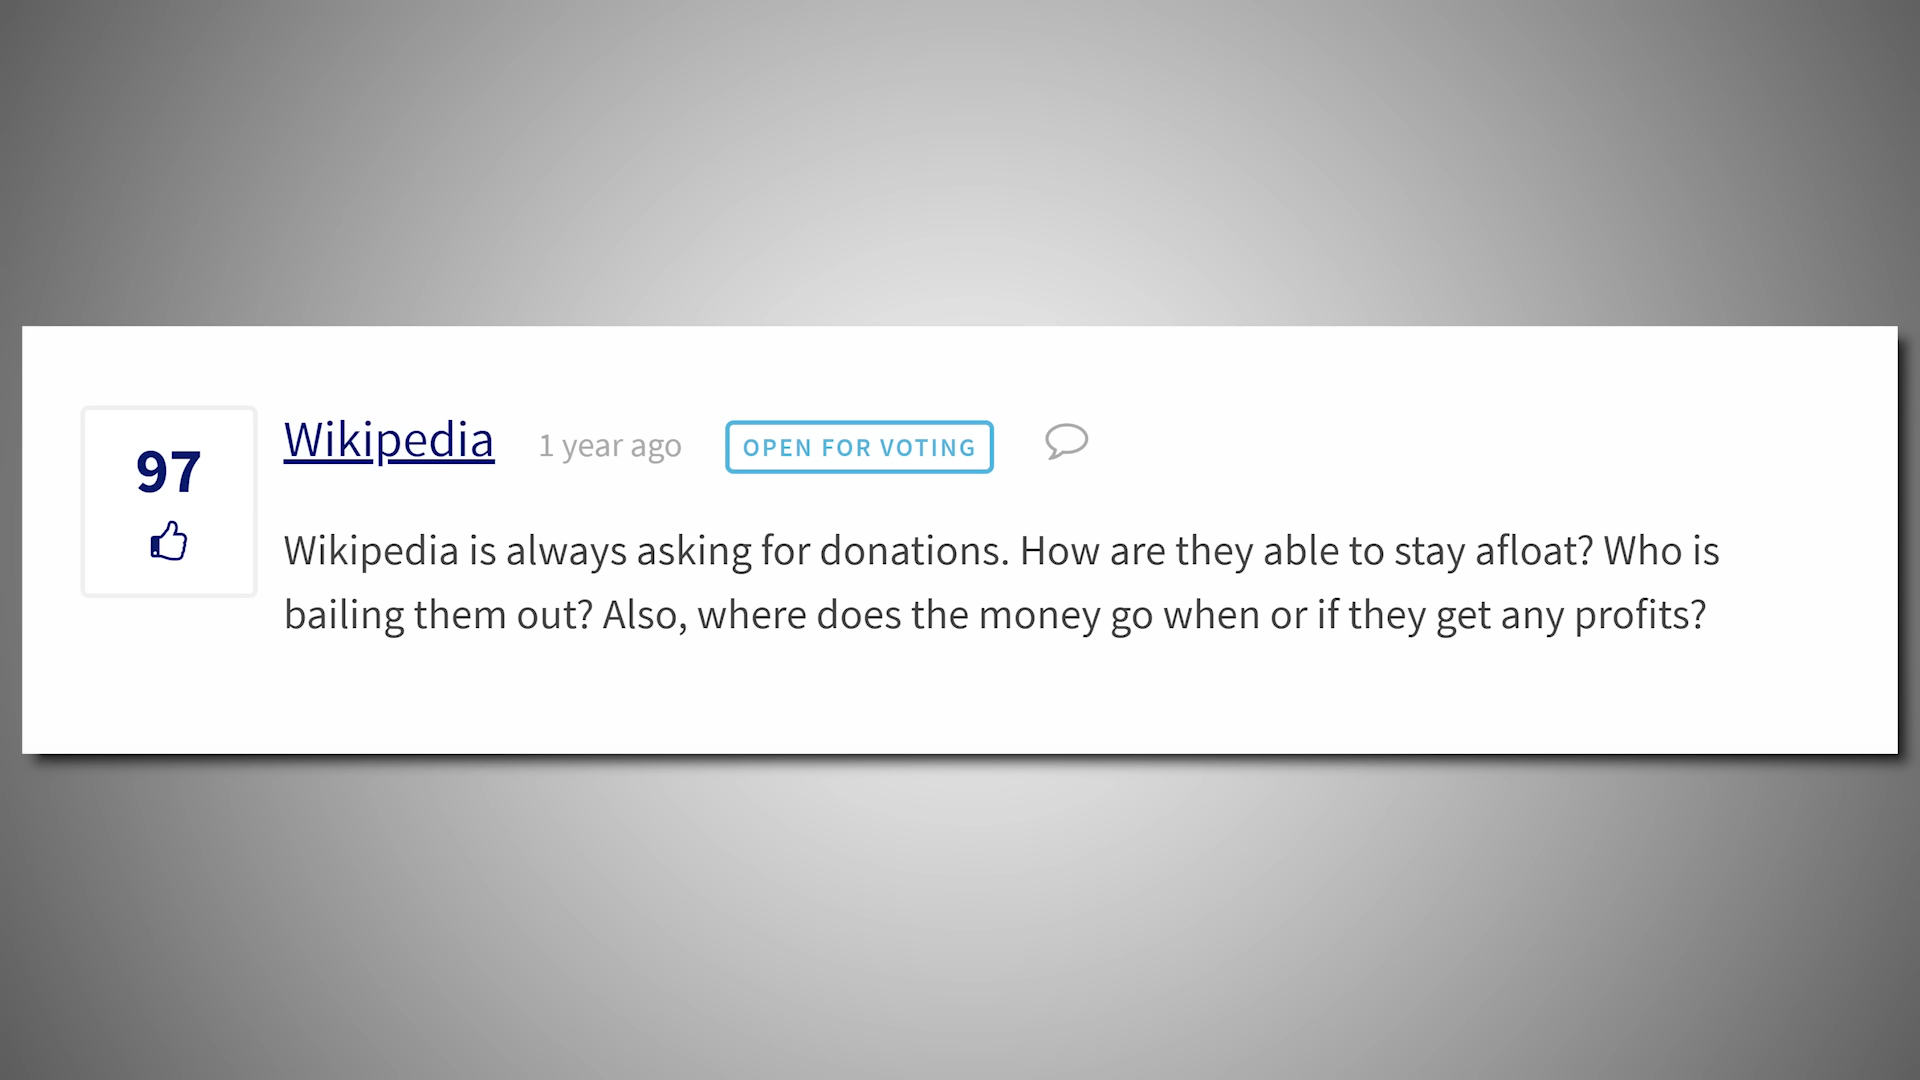 97
Wikipedia 1 year ago OPEN FOR VOTING
Wikipedia is always asking for donations. How are they able to stay afloat? Who is
bailing them out? Also, where does the money go when or if they get any profits?